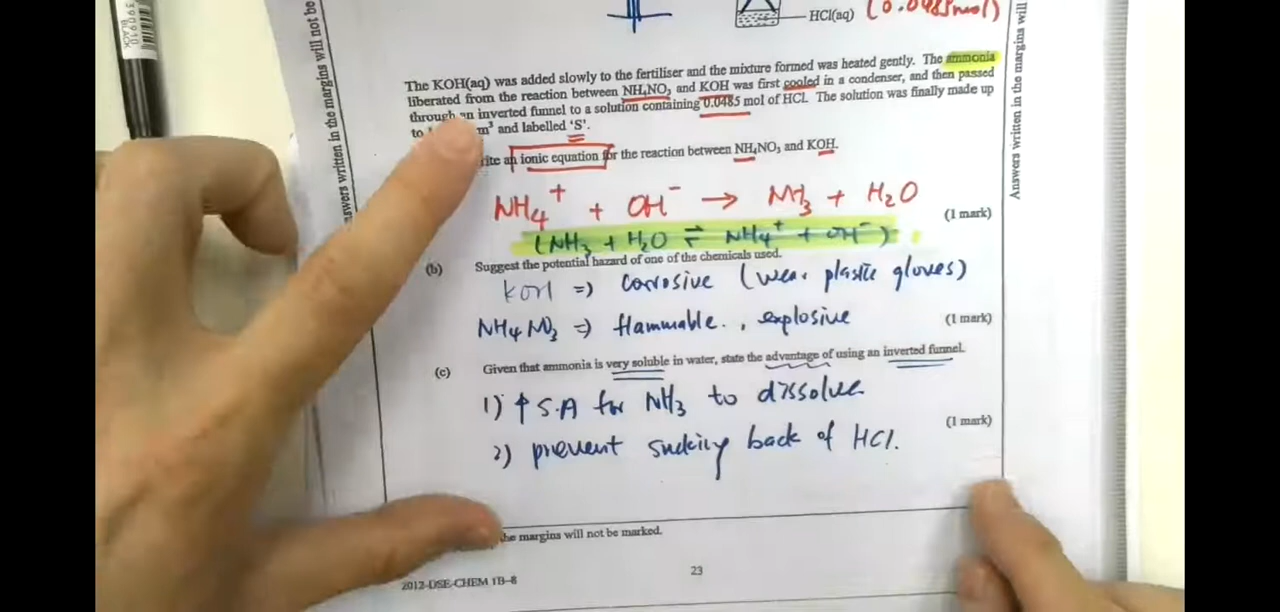 HCl(aq) (0.0485mol)
The KOH(aq) was added slowly to the fertiliser and the mixture formed was heated gently. The ammonia
liberated from the reaction between NH₄NO₃ and KOH was first cooled in a condenser, and then passed
through an inverted funnel to a solution containing 0.0485 mol of HCl. The solution was finally made up
to m³ and labelled 'S'.
rite an ionic equation for the reaction between NH₄NO₃ and KOH.
NH₄⁺ + OH⁻ → NH₃ + H₂O
(1 mark)
(NH₃ + H₂O ⇌ NH₄⁺ + OH⁻)
(b) Suggest the potential hazard of one of the chemicals used.
KOH => corrosive (wear plastic gloves)
NH₄NO₃ => flammable. , explosive
(1 mark)
(c) Given that ammonia is very soluble in water, state the advantage of using an inverted funnel.
1) ↑ S.A for NH₃ to dissolve
(1 mark)
2) prevent sucking back of HCl.
he margins will not be marked.
2012-DSE-CHEM 1B–8
23
swers written in the margins will not be
Answers written in the margins will
BLACK